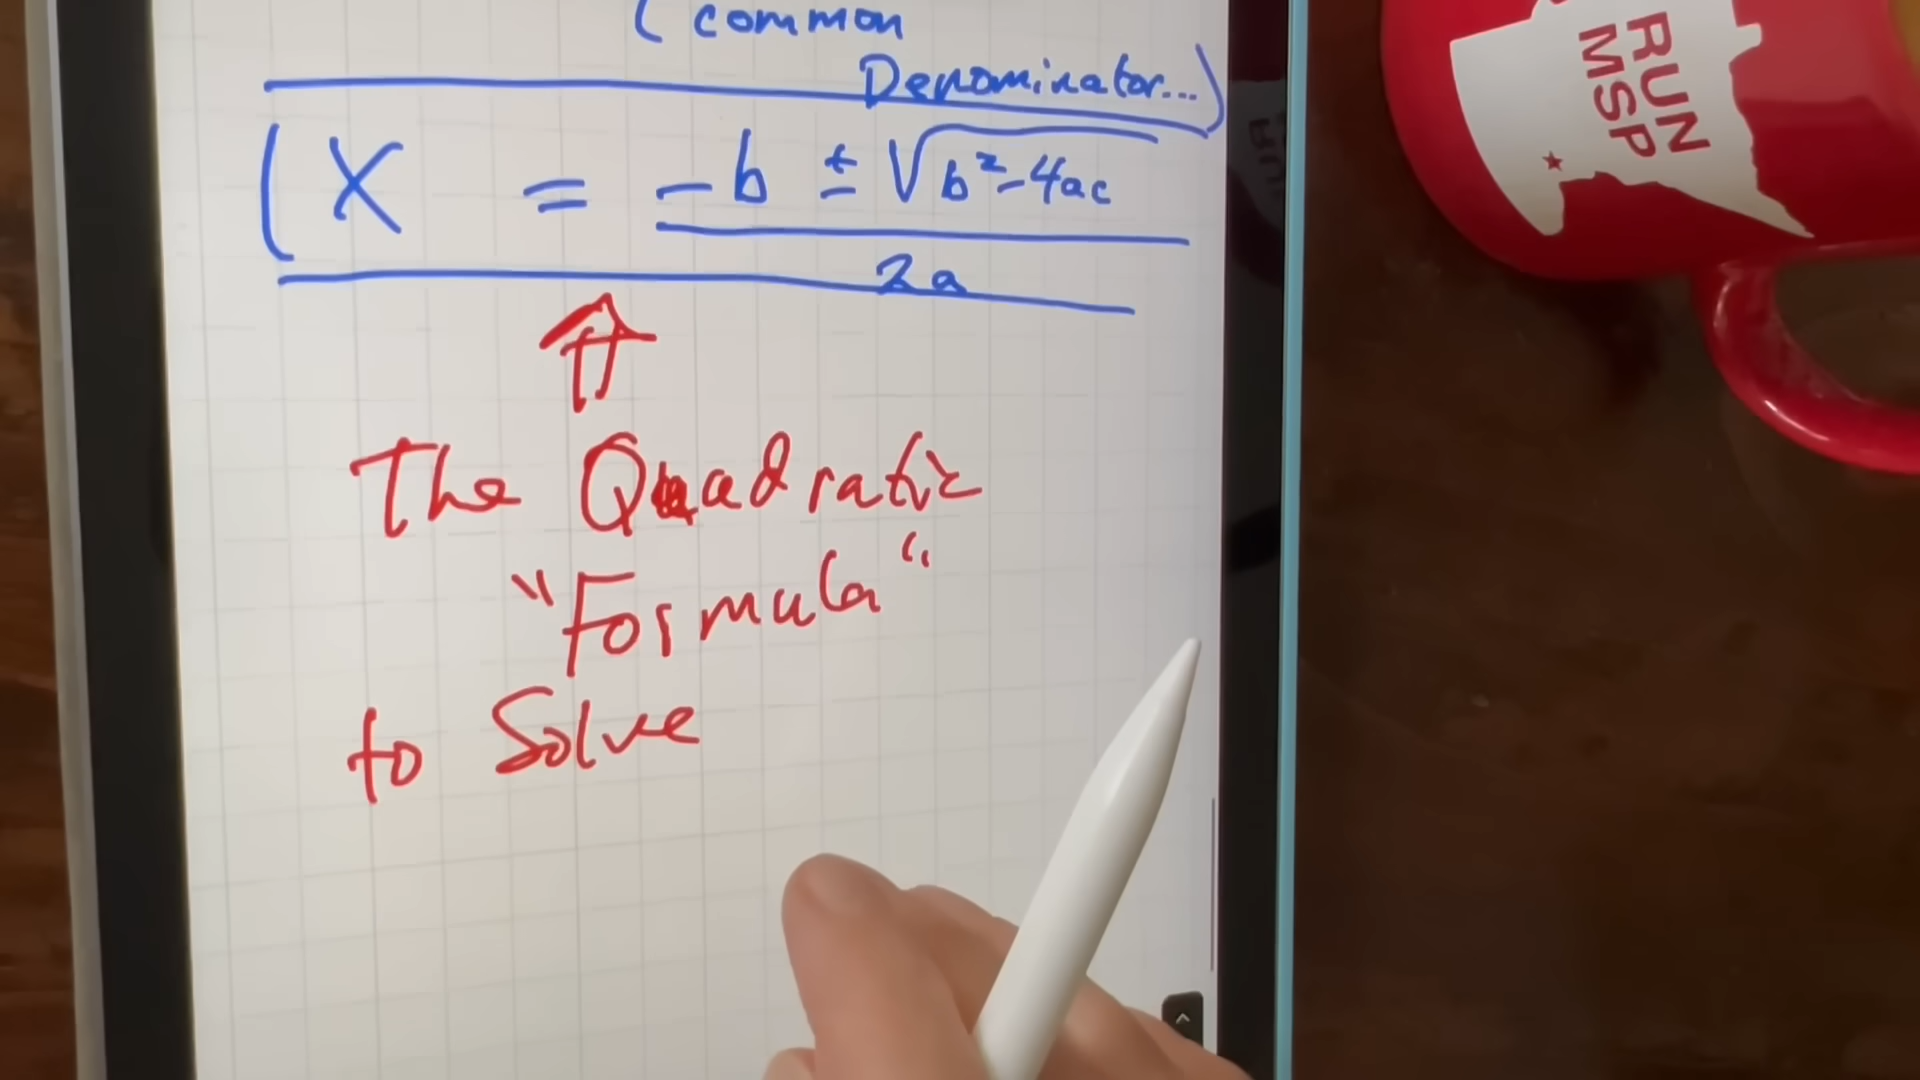 (common
Denominator...)
( X = -b ± √b²-4ac
2a
The Quadratic
"Formula"
to Solve
RUN
MSP